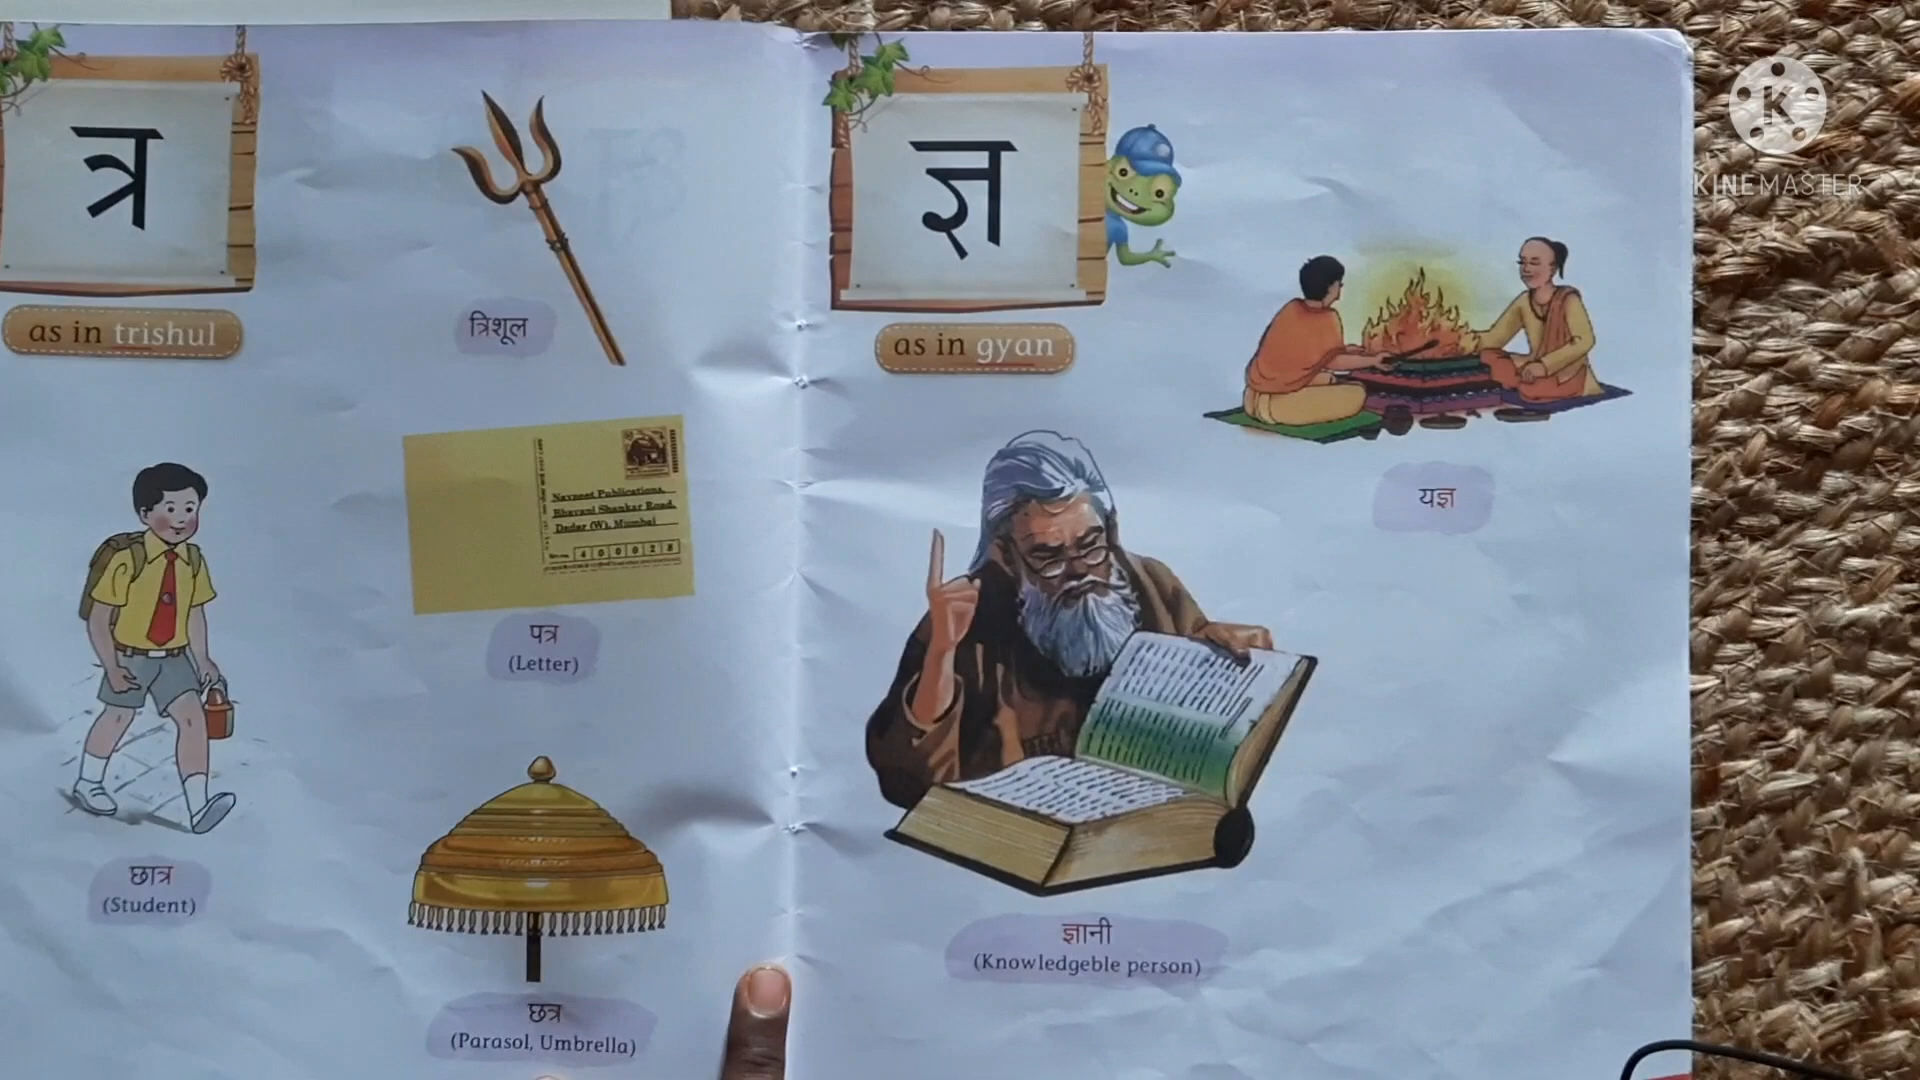 त्र
as in trishul
त्रिशूल
Navneet Publications,
Bhavani Shankar Road,
Dadar (W), Mumbai
400028
पत्र
(Letter)
छात्र
(Student)
छत्र
(Parasol, Umbrella)
ज्ञ
as in gyan
यज्ञ
ज्ञानी
(Knowledgeble person)
K
KINEMASTER